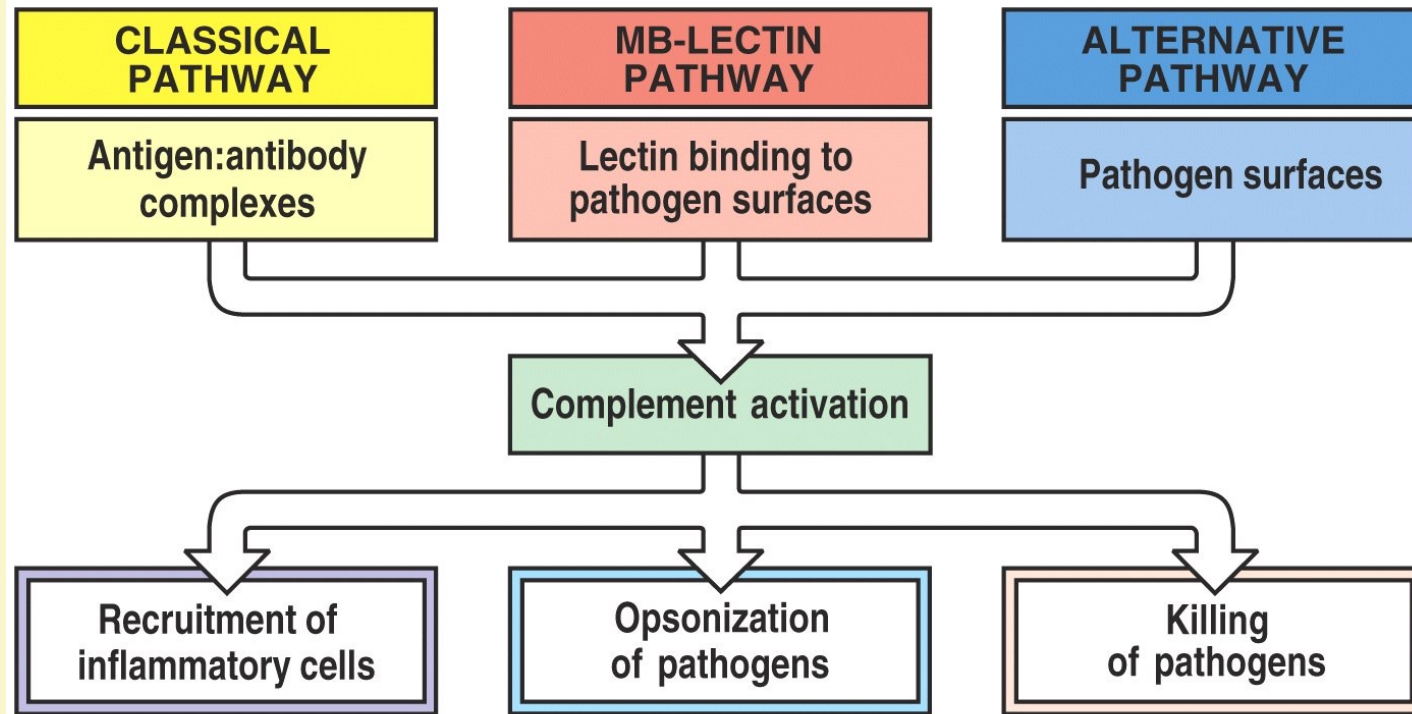 CLASSICAL
PATHWAY
Antigen:antibody
complexes
MB-LECTIN
PATHWAY
Lectin binding to
pathogen surfaces
ALTERNATIVE
PATHWAY
Pathogen surfaces
Complement activation
Recruitment of
inflammatory cells
Opsonization
of pathogens
Killing
of pathogens